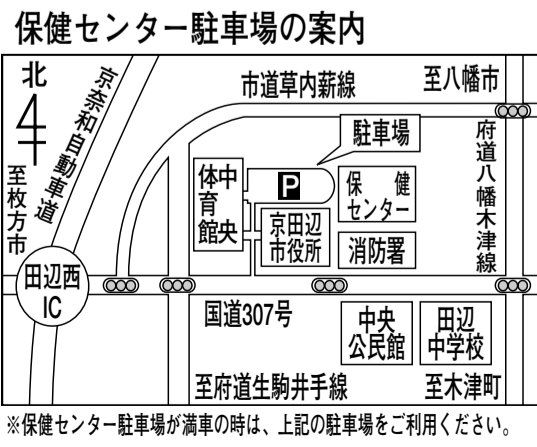 保健センター駐車場の案内
北
京奈和自動車道
市道草内薪線
至八幡市
駐車場
府道八幡木津線
至枚方市
中央
体育館
P
保健
センター
京田辺
市役所
消防署
田辺西
IC
国道307号
中央
公民館
田辺
中学校
至府道生駒井手線
至木津町
※保健センター駐車場が満車の時は、上記の駐車場をご利用ください。